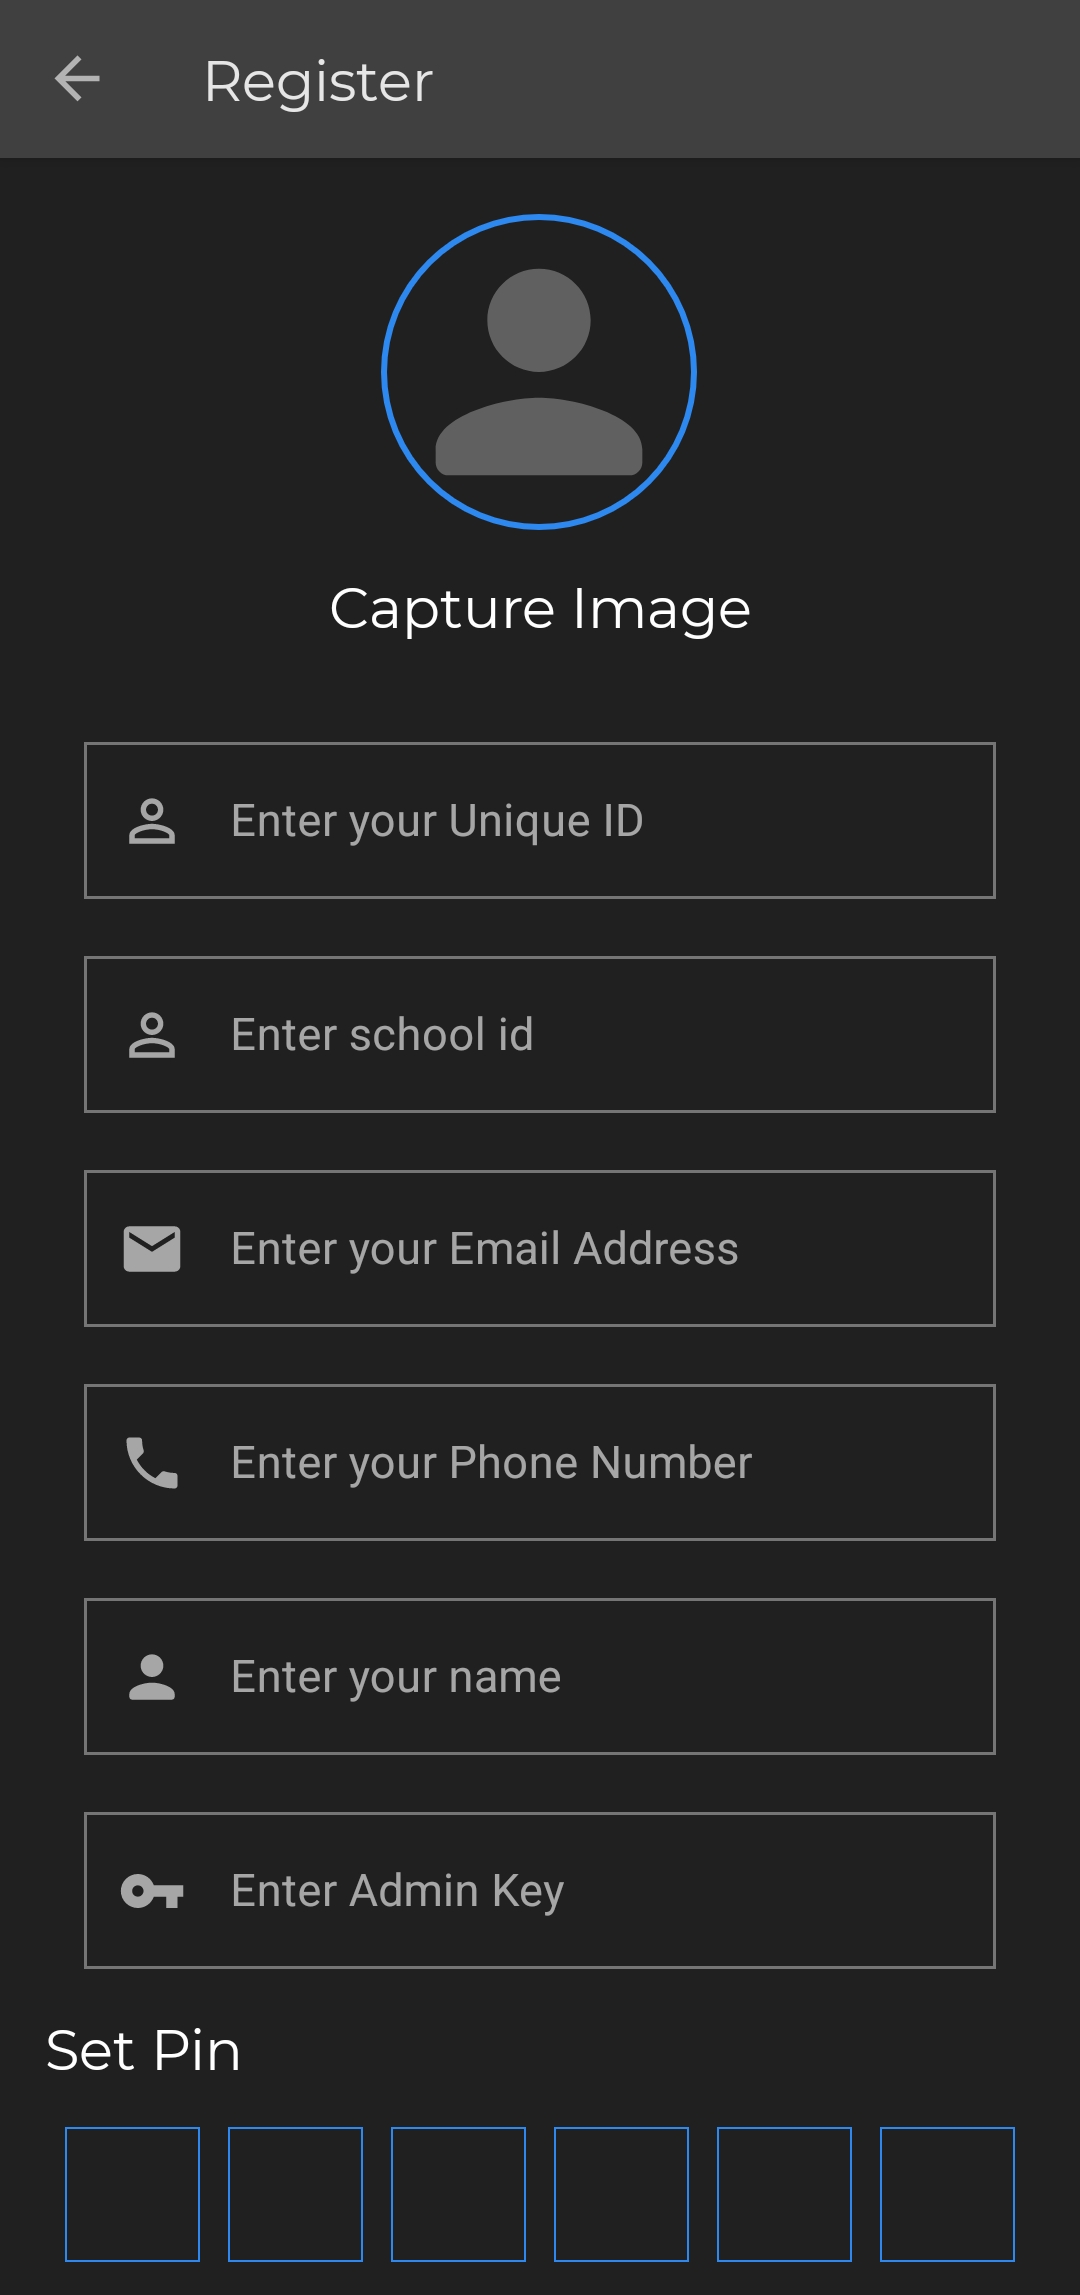 Register
Capture Image
Enter your Unique ID
Enter school id
Enter your Email Address
Enter your Phone Number
Enter your name
Enter Admin Key
Set Pin